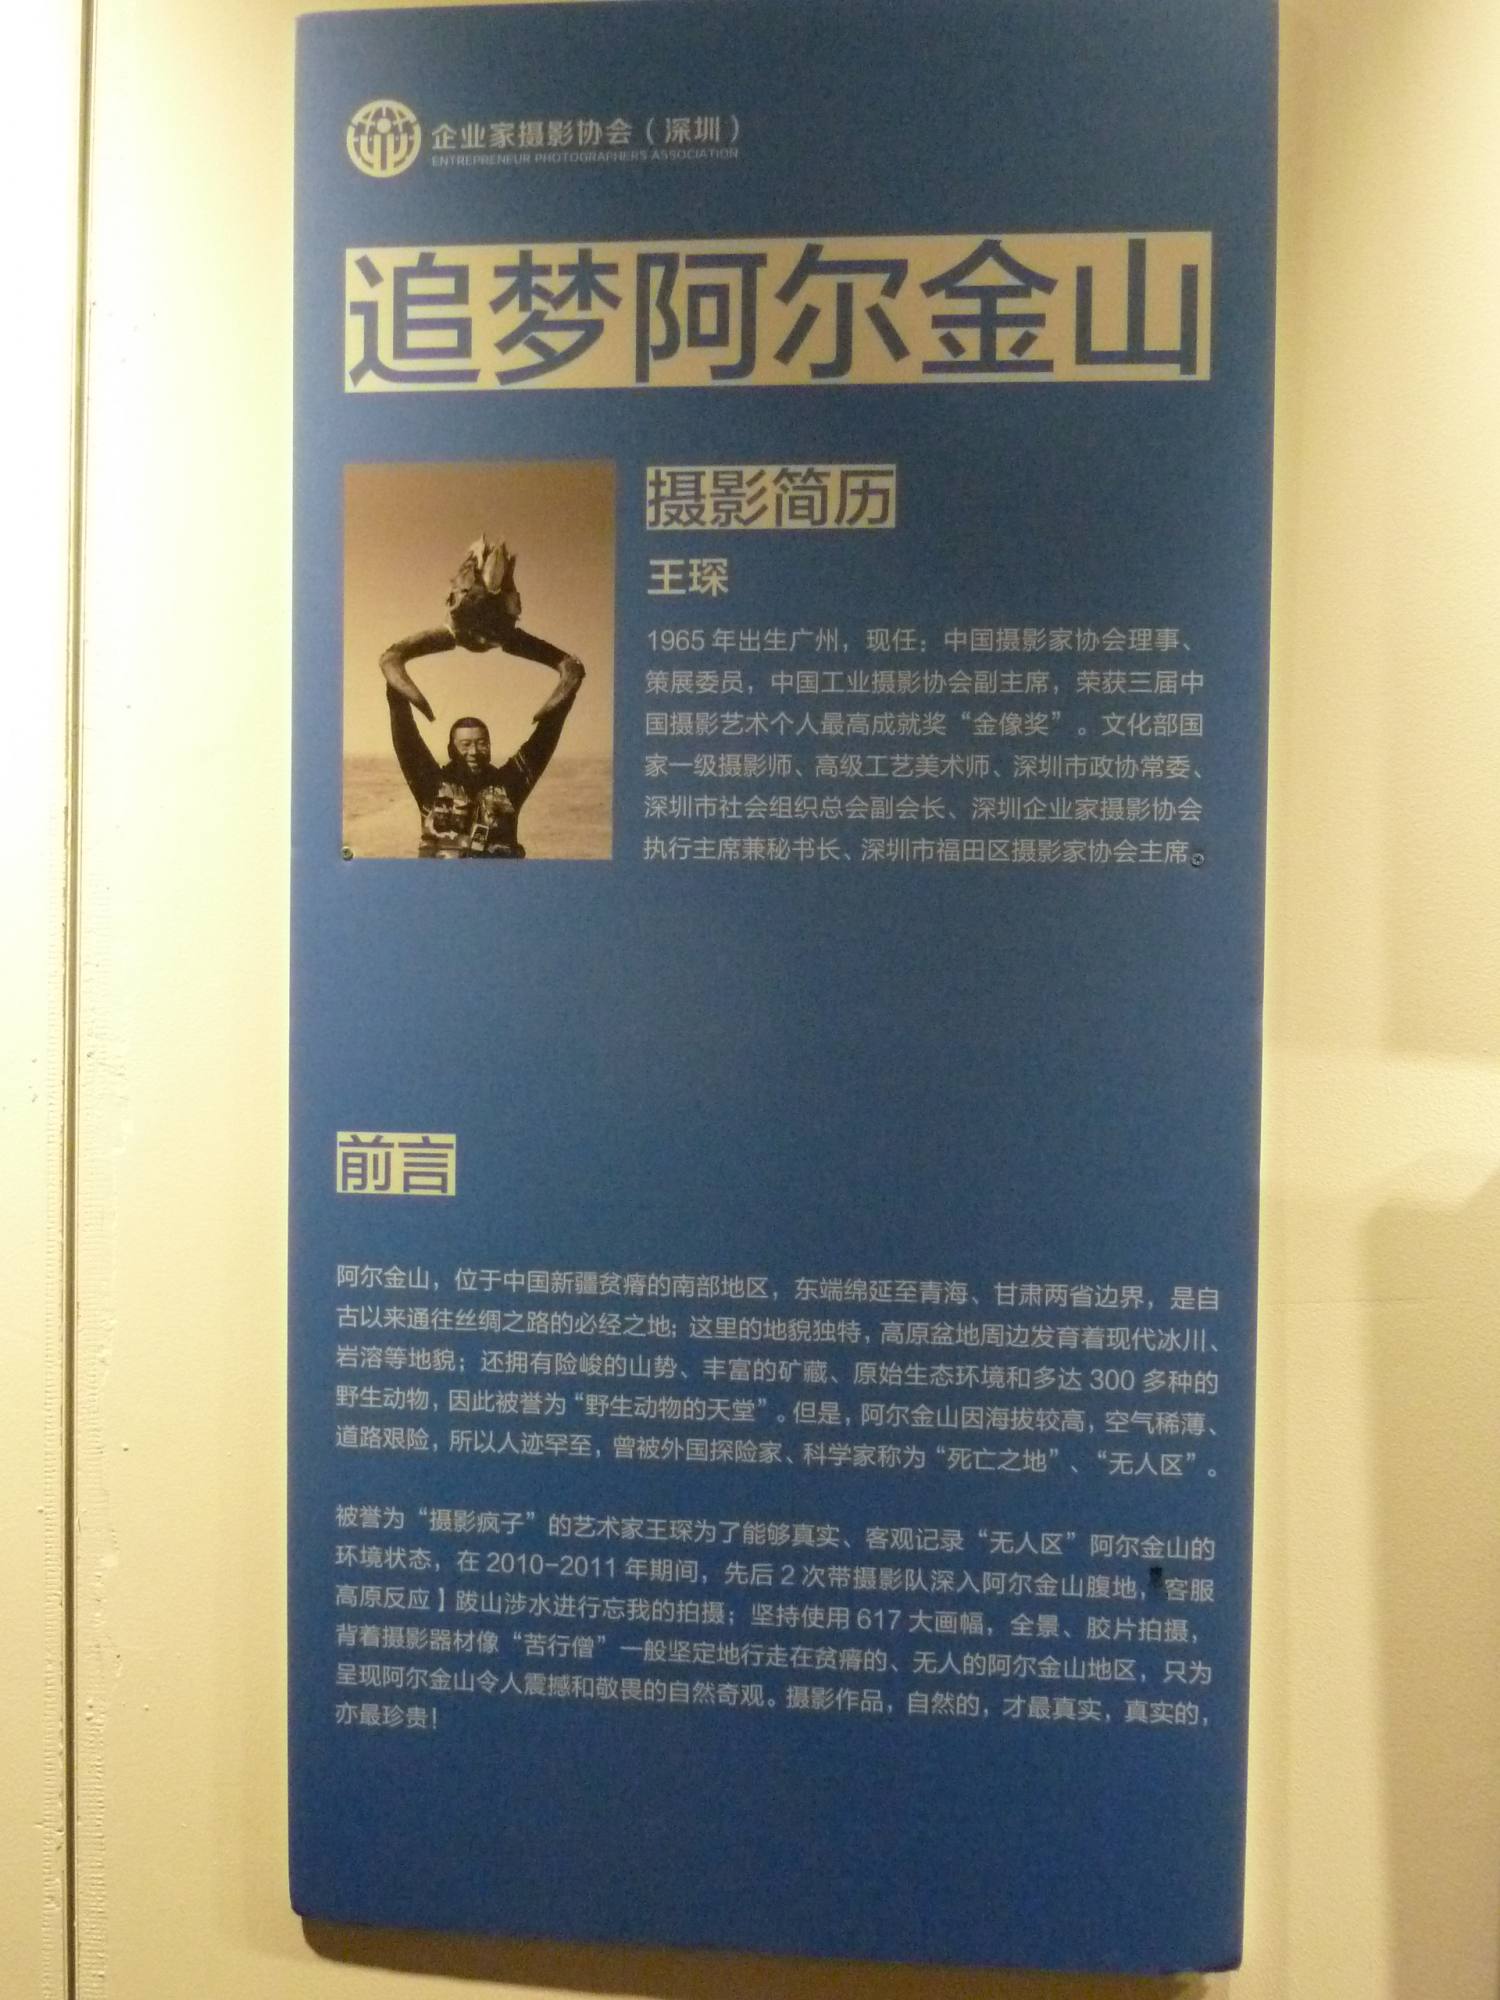 企业家摄影协会（深圳）
ENTREPRENEUR PHOTOGRAPHERS ASSOCIATION
追梦阿尔金山
摄影简历
王琛
1965 年出生广州，现任：中国摄影家协会理事、
策展委员，中国工业摄影协会副主席，荣获三届中
国摄影艺术个人最高成就奖“金像奖”。文化部国
家一级摄影师、高级工艺美术师、深圳市政协常委、
深圳市社会组织总会副会长、深圳企业家摄影协会
执行主席兼秘书长、深圳市福田区摄影家协会主席。
前言
阿尔金山，位于中国新疆贫瘠的南部地区，东端绵延至青海、甘肃两省边界，是自
古以来通往丝绸之路的必经之地；这里的地貌独特，高原盆地周边发育着现代冰川、
岩溶等地貌；还拥有险峻的山势、丰富的矿藏、原始生态环境和多达 300 多种的
野生动物，因此被誉为“野生动物的天堂”。但是，阿尔金山因海拔较高，空气稀薄、
道路艰险，所以人迹罕至，曾被外国探险家、科学家称为“死亡之地”、“无人区”。
被誉为“摄影疯子”的艺术家王琛为了能够真实、客观记录“无人区”阿尔金山的
环境状态，在 2010-2011 年期间，先后 2 次带摄影队深入阿尔金山腹地，客服
高原反应】跋山涉水进行忘我的拍摄；坚持使用 617 大画幅，全景、胶片拍摄，
背着摄影器材像“苦行僧”一般坚定地行走在贫瘠的、无人的阿尔金山地区，只为
呈现阿尔金山令人震撼和敬畏的自然奇观。摄影作品，自然的，才最真实，真实的，
亦最珍贵！